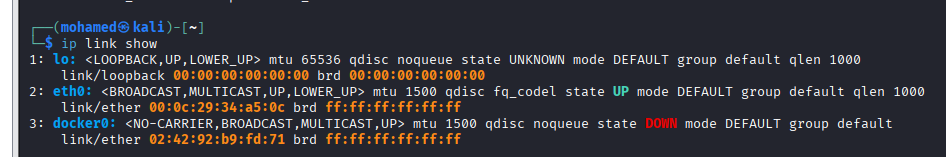 (mohamed㉿kali)-[~]
$ ip link show
1: lo: <LOOPBACK,UP,LOWER_UP> mtu 65536 qdisc noqueue state UNKNOWN mode DEFAULT group default qlen 1000
link/loopback 00:00:00:00:00:00 brd 00:00:00:00:00:00
2: eth0: <BROADCAST,MULTICAST,UP,LOWER_UP> mtu 1500 qdisc fq_codel state UP mode DEFAULT group default qlen 1000
link/ether 00:0c:29:34:a5:0c brd ff:ff:ff:ff:ff:ff
3: docker0: <NO-CARRIER,BROADCAST,MULTICAST,UP> mtu 1500 qdisc noqueue state DOWN mode DEFAULT group default
link/ether 02:42:92:b9:fd:71 brd ff:ff:ff:ff:ff:ff